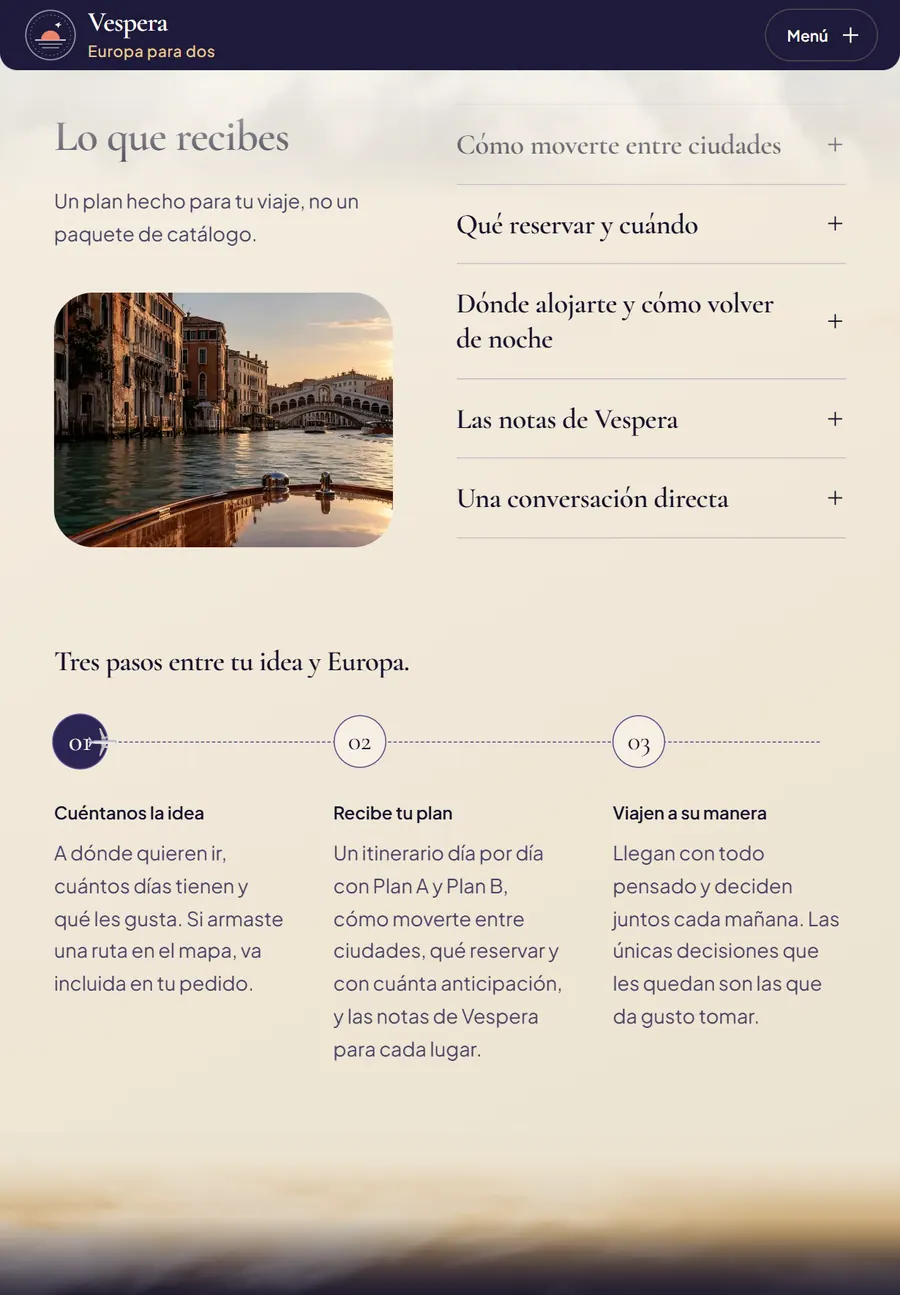 Vespera
Europa para dos
Menú
Lo que recibes
Un plan hecho para tu viaje, no un
paquete de catálogo.
Cómo moverte entre ciudades
Qué reservar y cuándo
Dónde alojarte y cómo volver
de noche
Las notas de Vespera
Una conversación directa
Tres pasos entre tu idea y Europa.
01
02
03
Cuéntanos la idea
A dónde quieren ir,
cuántos días tienen y
qué les gusta. Si armaste
una ruta en el mapa, va
incluida en tu pedido.
Recibe tu plan
Un itinerario día por día
con Plan A y Plan B,
cómo moverte entre
ciudades, qué reservar y
con cuánta anticipación,
y las notas de Vespera
para cada lugar.
Viajen a su manera
Llegan con todo
pensado y deciden
juntos cada mañana. Las
únicas decisiones que
les quedan son las que
da gusto tomar.